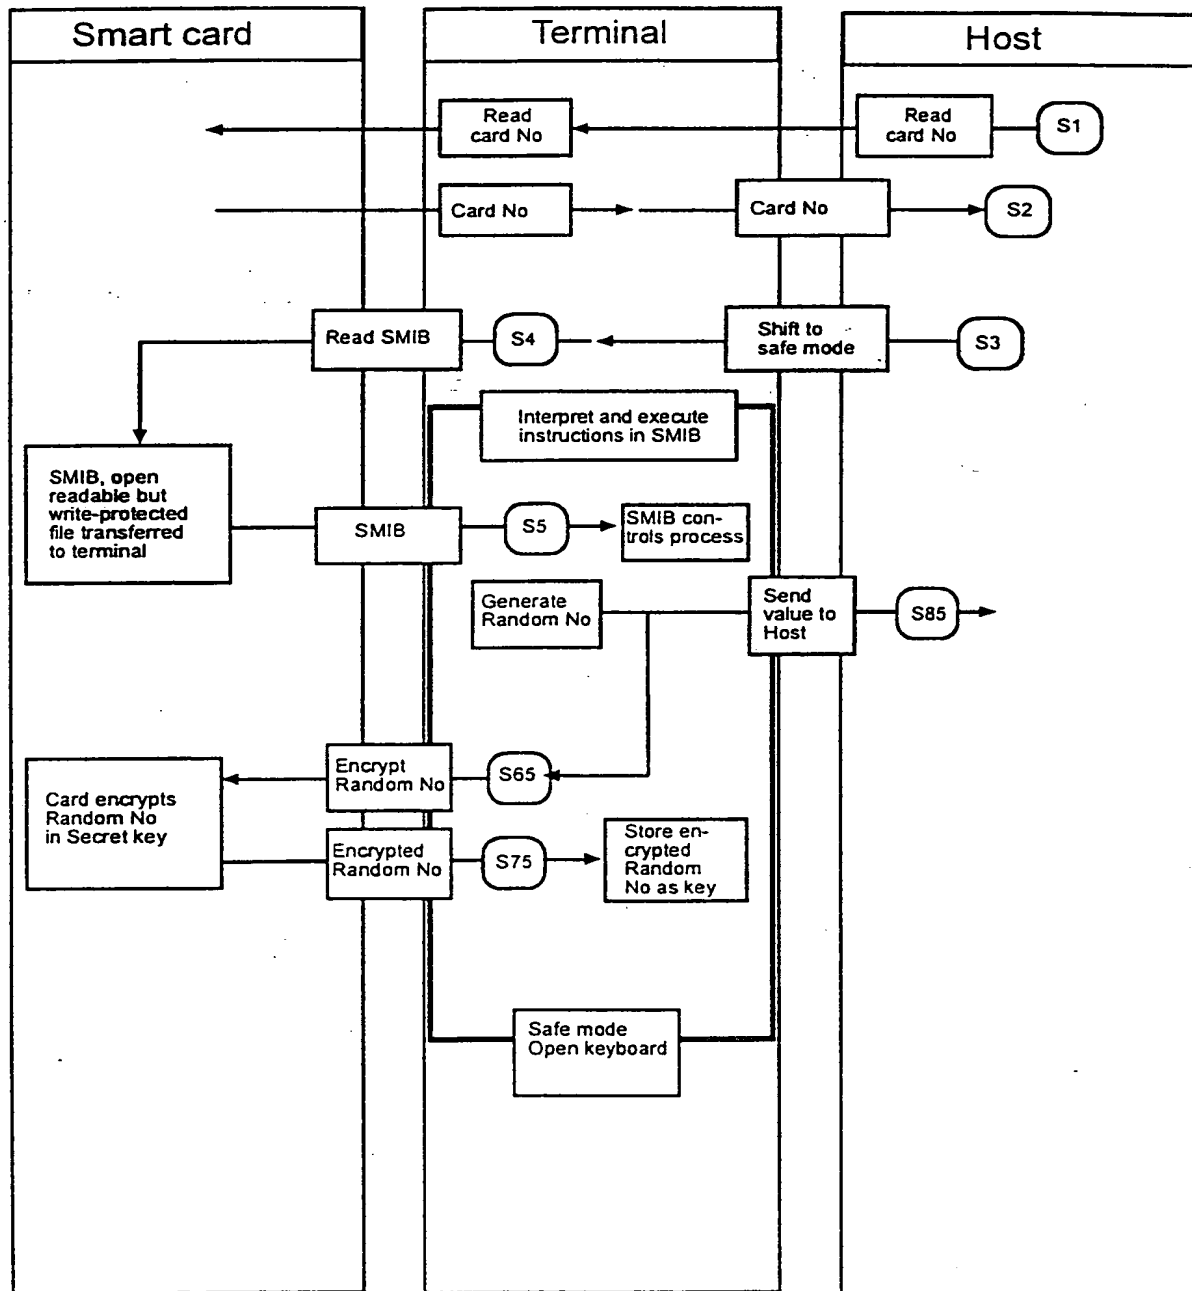 Smart card
Terminal
Host
Read
card No
Read
card No
S1
Card No
Card No
S2
Read SMIB
S4
Shift to
safe mode
S3
Interpret and execute
instructions in SMIB
SMIB, open
readable but
write-protected
file transferred
to terminal
SMIB
S5
SMIB con-
trols process
Generate
Random No
Send
value to
Host
S85
Encrypt
Random No
S65
Card encrypts
Random No
in Secret key
Encrypted
Random No
S75
Store en-
crypted
Random
No as key
Safe mode
Open keyboard